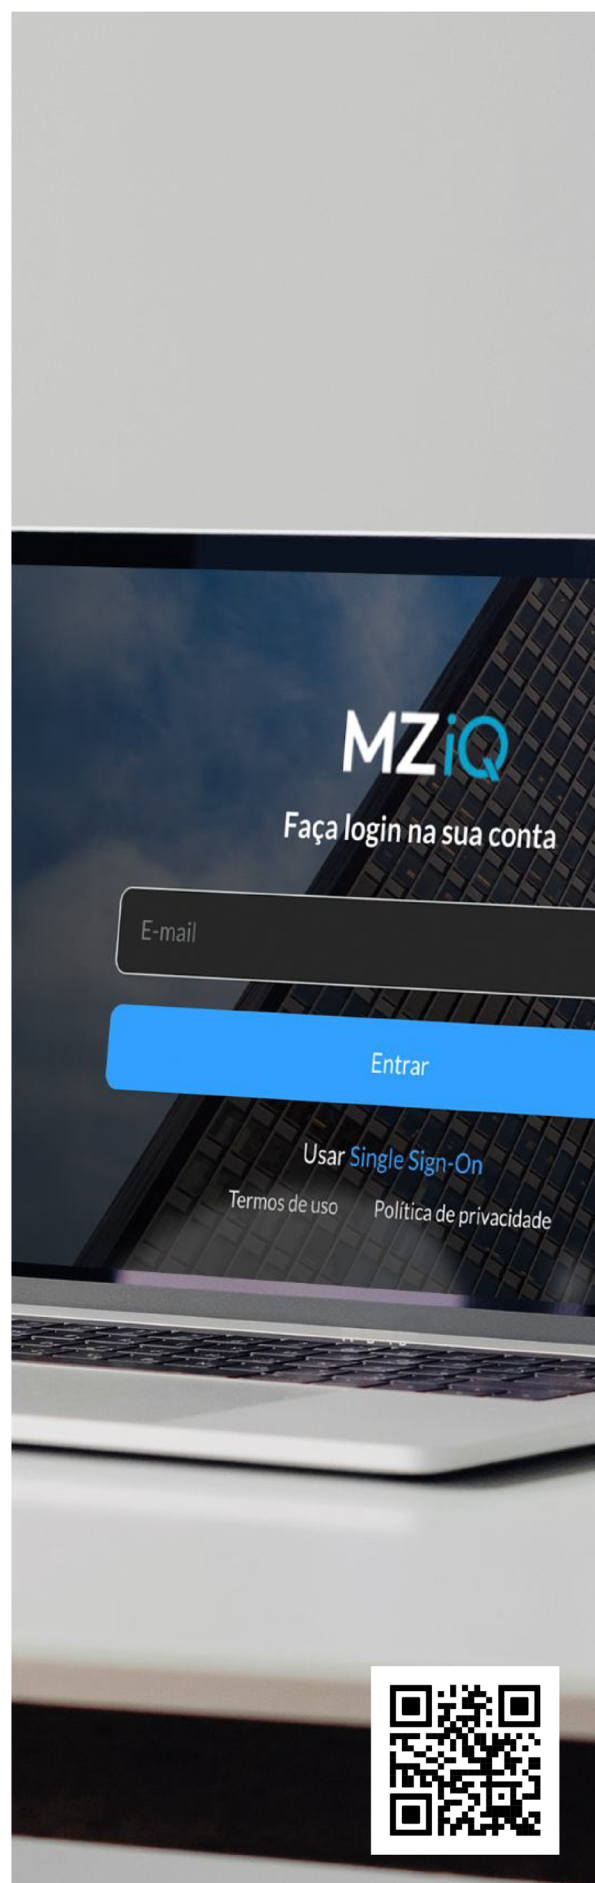 MZiQ
Faça login na sua conta
E-mail
Entrar
Usar Single Sign-On
Termos de uso Política de privacidade